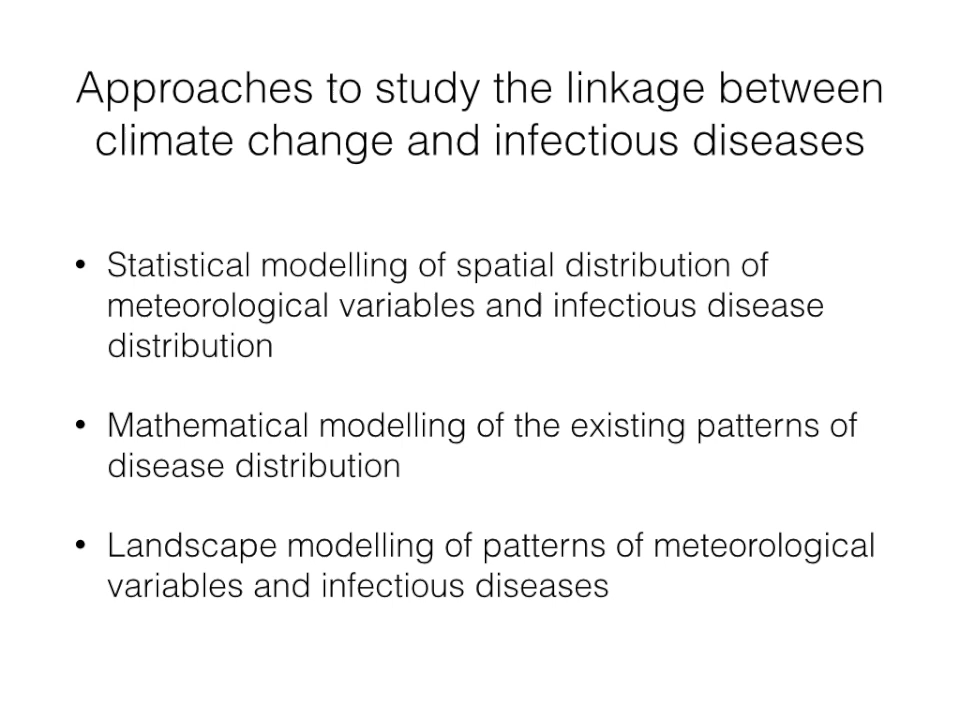 Approaches to study the linkage between
climate change and infectious diseases
• Statistical modelling of spatial distribution of
meteorological variables and infectious disease
distribution
• Mathematical modelling of the existing patterns of
disease distribution
• Landscape modelling of patterns of meteorological
variables and infectious diseases